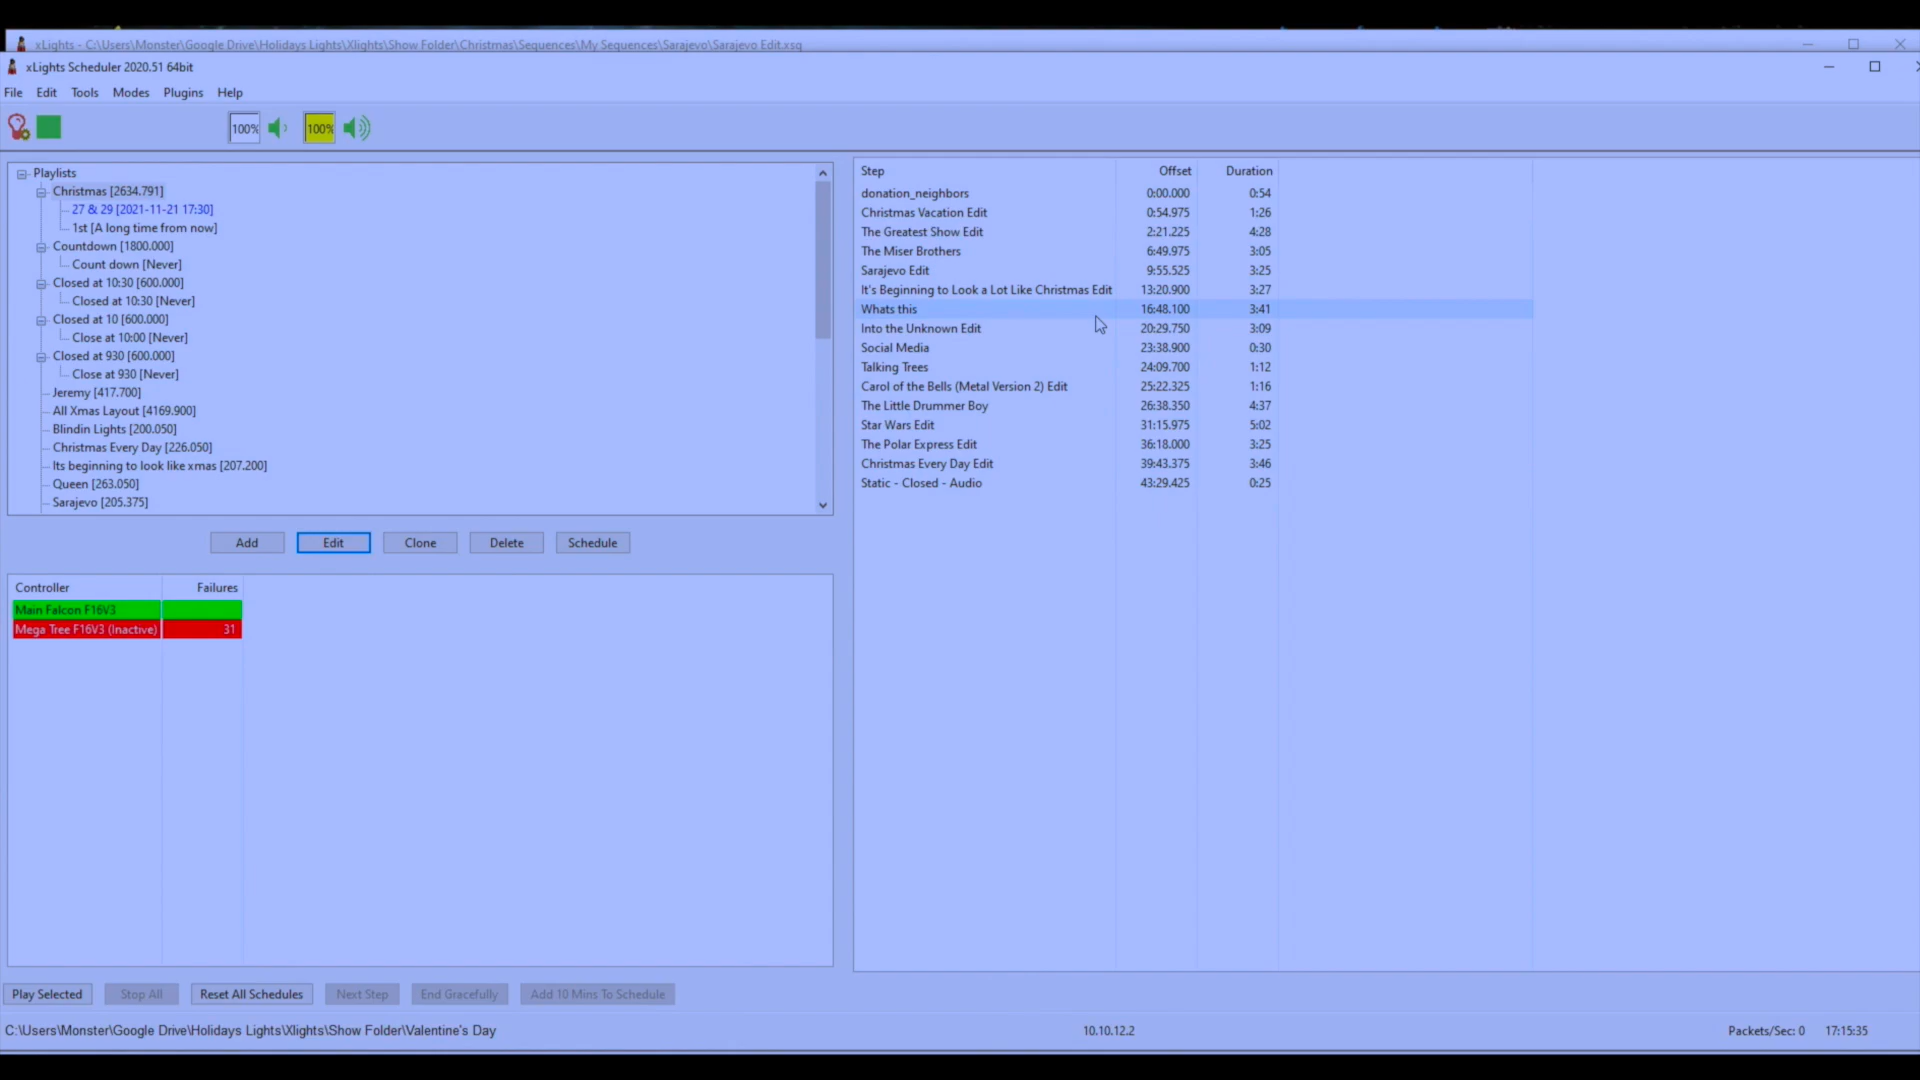 xLights - C:\Users\Monster\Google Drive\Holidays Lights\Xlights\Show Folder\Christmas\Sequences\My Sequences\Sarajevo\Sarajevo Edit.xsq
xLights Scheduler 2020.51 64bit
File Edit Tools Modes Plugins Help
100% 100%
Playlists
Christmas [2634.791]
27 & 29 [2021-11-21 17:30]
1st [A long time from now]
Countdown [1800.000]
Count down [Never]
Closed at 10:30 [600.000]
Closed at 10:30 [Never]
Closed at 10 [600.000]
Close at 10:00 [Never]
Closed at 930 [600.000]
Close at 930 [Never]
Jeremy [417.700]
All Xmas Layout [4169.900]
Blindin Lights [200.050]
Christmas Every Day [226.050]
Its beginning to look like xmas [207.200]
Queen [263.050]
Sarajevo [205.375]
Add Edit Clone Delete Schedule
Controller Failures
Main Falcon F16V3
Mega Tree F16V3 (Inactive) 31
Step Offset Duration
donation_neighbors 0:00.000 0:54
Christmas Vacation Edit 0:54.975 1:26
The Greatest Show Edit 2:21.225 4:28
The Miser Brothers 6:49.975 3:05
Sarajevo Edit 9:55.525 3:25
It's Beginning to Look a Lot Like Christmas Edit 13:20.900 3:27
Whats this 16:48.100 3:41
Into the Unknown Edit 20:29.750 3:09
Social Media 23:38.900 0:30
Talking Trees 24:09.700 1:12
Carol of the Bells (Metal Version 2) Edit 25:22.325 1:16
The Little Drummer Boy 26:38.350 4:37
Star Wars Edit 31:15.975 5:02
The Polar Express Edit 36:18.000 3:25
Christmas Every Day Edit 39:43.375 3:46
Static - Closed - Audio 43:29.425 0:25
Play Selected Stop All Reset All Schedules Next Step End Gracefully Add 10 Mins To Schedule
C:\Users\Monster\Google Drive\Holidays Lights\Xlights\Show Folder\Valentine's Day 10.10.12.2 Packets/Sec: 0 17:15:35